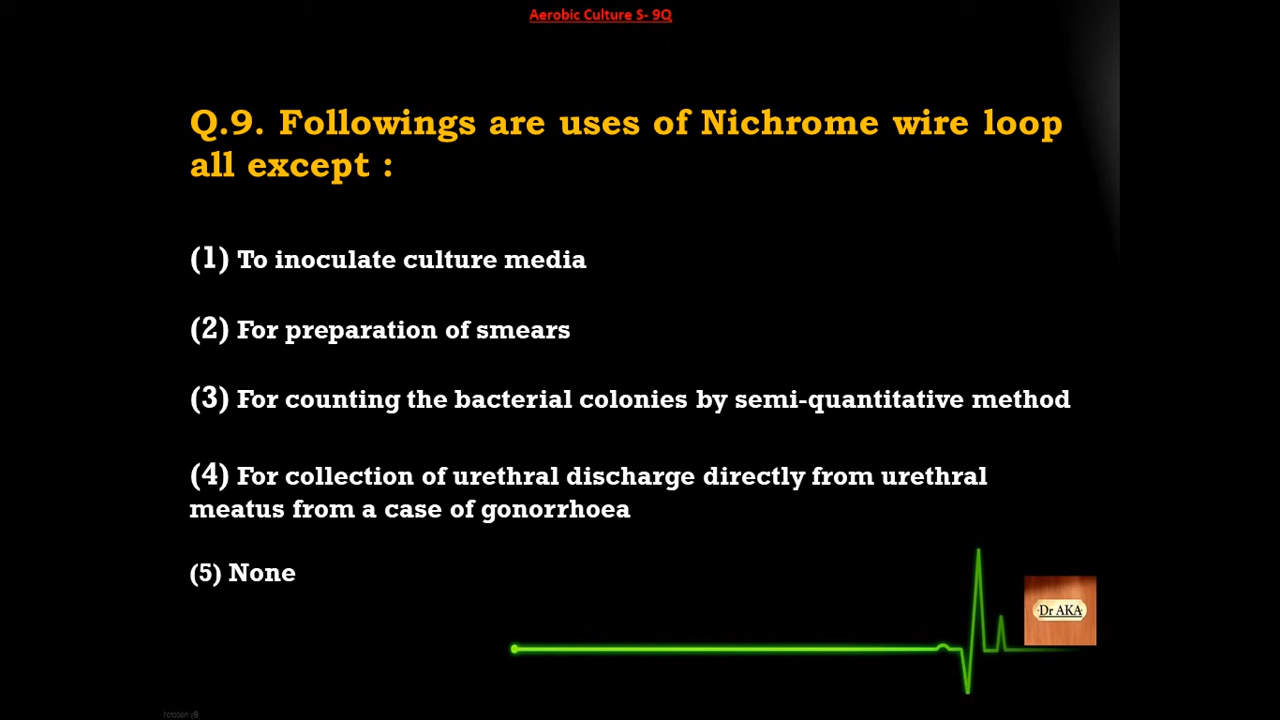 Aerobic Culture S- 9Q
Q.9. Followings are uses of Nichrome wire loop
all except :
(1) To inoculate culture media
(2) For preparation of smears
(3) For counting the bacterial colonies by semi-quantitative method
(4) For collection of urethral discharge directly from urethral
meatus from a case of gonorrhoea
(5) None
Dr AKA